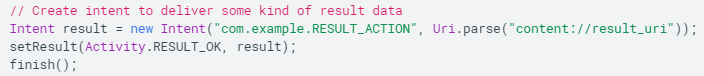 // Create intent to deliver some kind of result data
Intent result = new Intent("com.example.RESULT_ACTION", Uri.parse("content://result_uri"));
setResult(Activity.RESULT_OK, result);
finish();